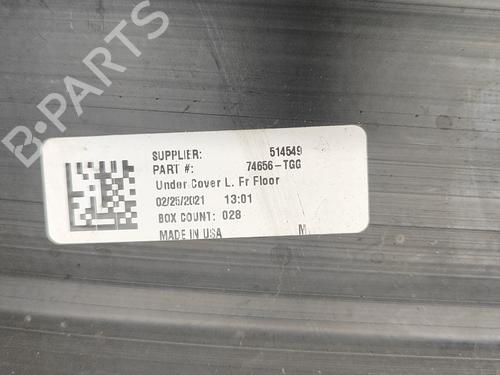 B-PARTS
SUPPLIER: 514549
PART #: 74656-TGG
Under Cover L. Fr Floor
02/25/2021 13:01
BOX COUNT: 028
MADE IN USA M